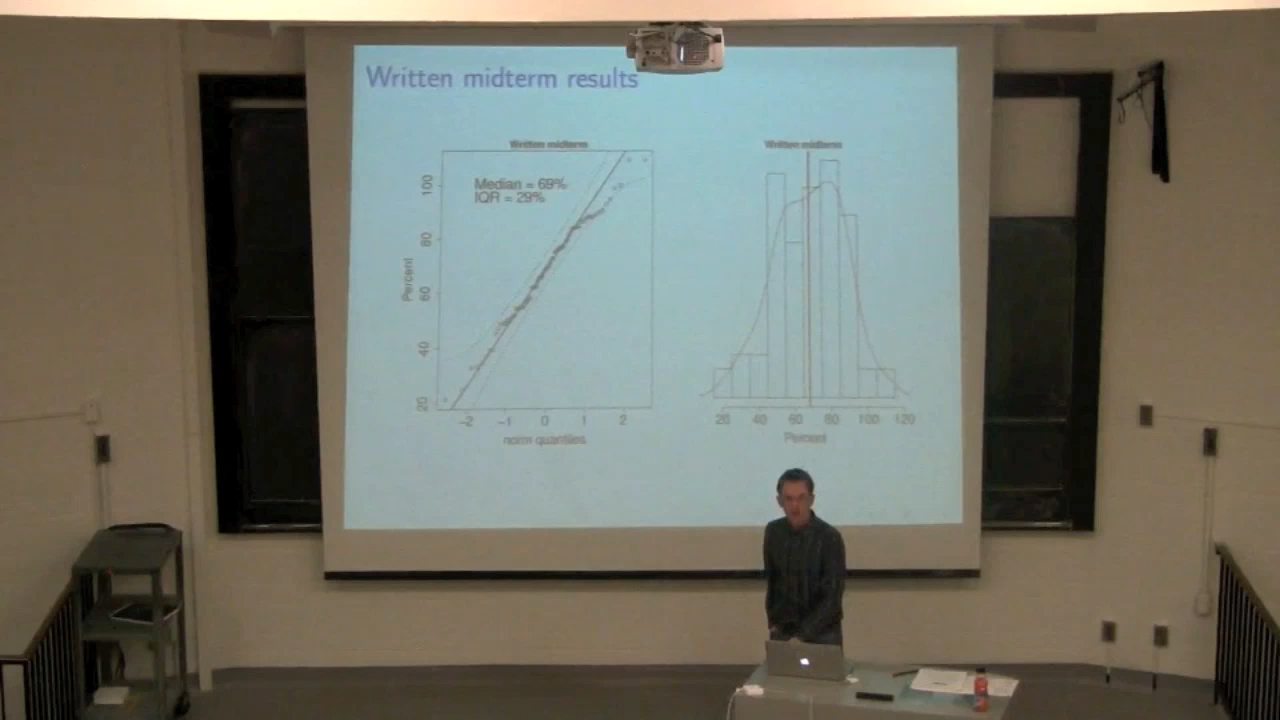 Written midterm results
Written midterm
Median = 69%
IQR = 29%
Percent
100
80
60
40
20
−2 −1 0 1 2
norm quantiles
Written midterm
20 40 60 80 100 120
Percent